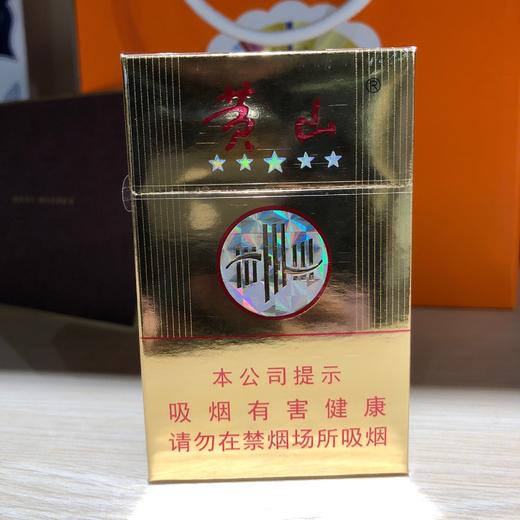 黄山®
本公司提示
吸烟有害健康
请勿在禁烟场所吸烟